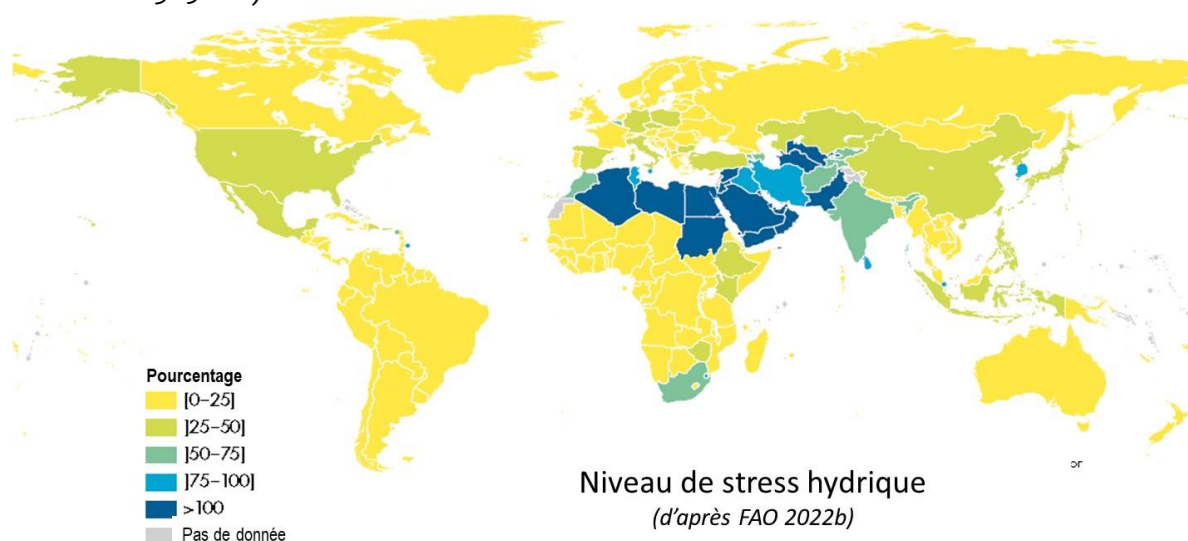 Pourcentage
]0–25]
]25–50]
]50–75]
]75–100]
>100
Pas de donnée
Niveau de stress hydrique
(d'après FAO 2022b)